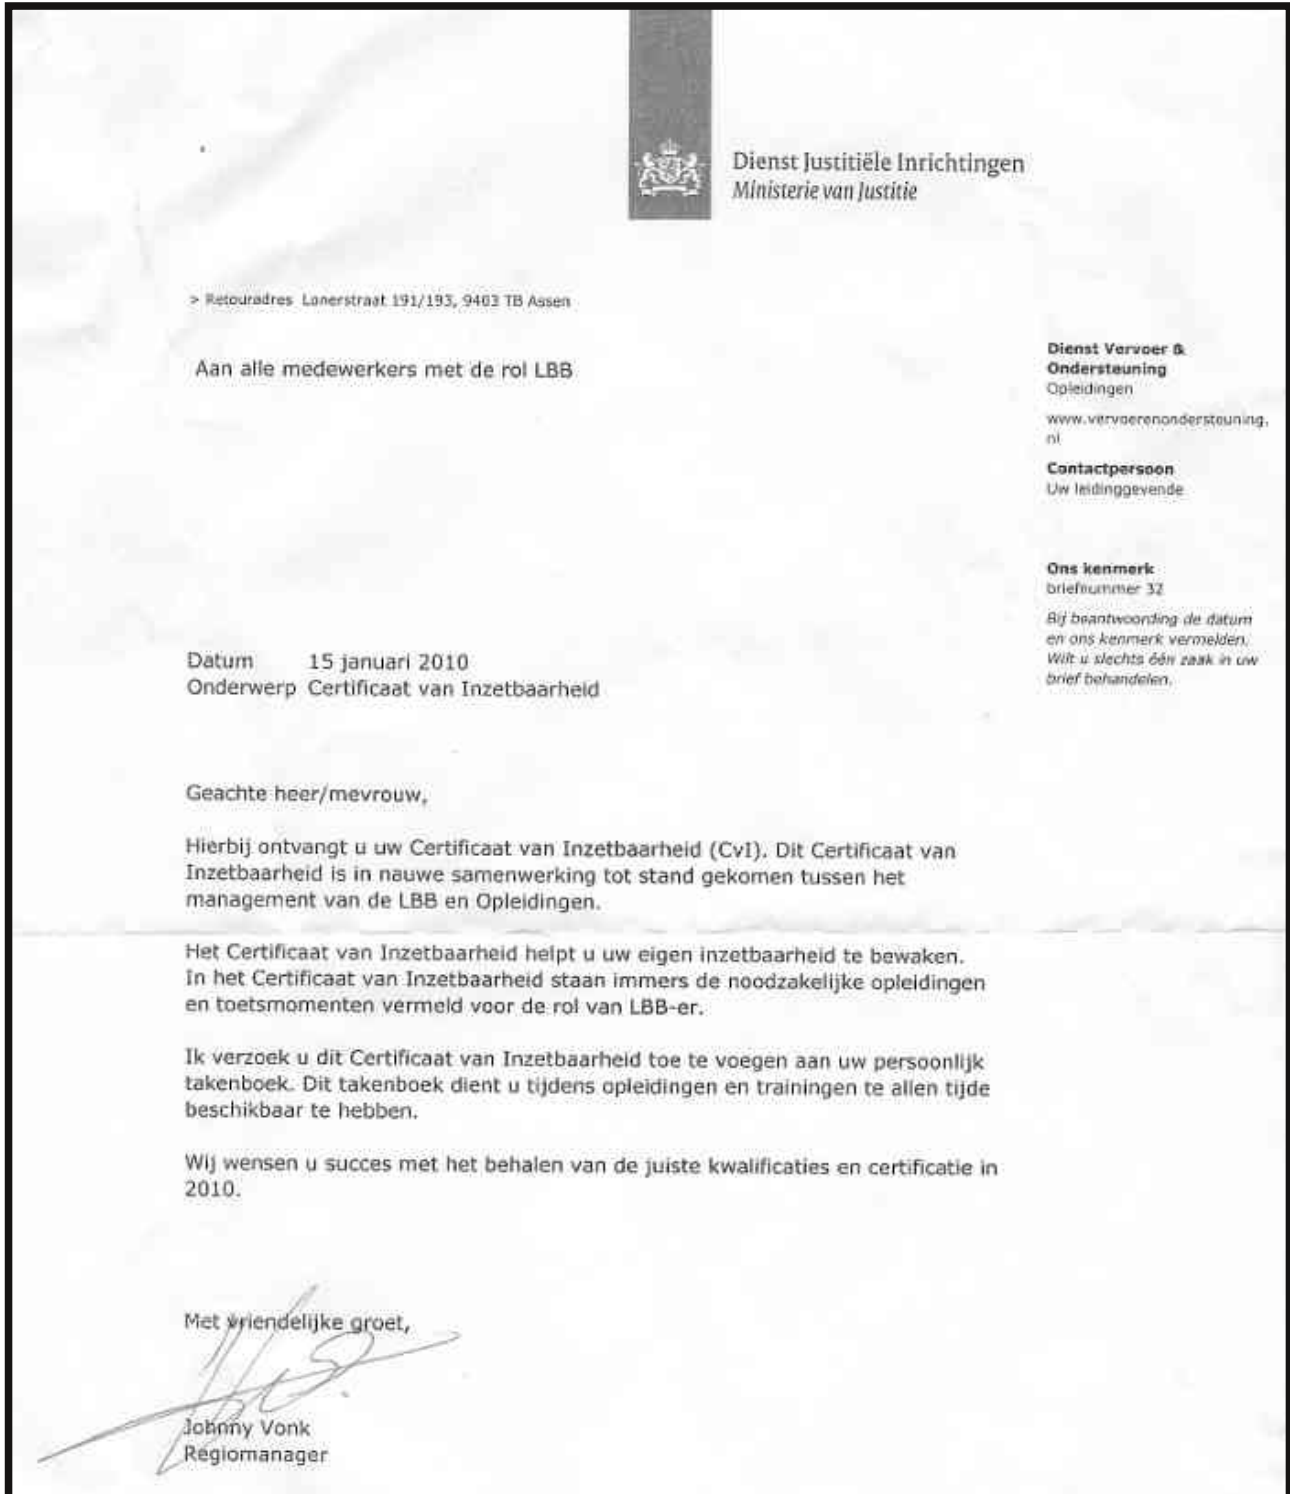 Dienst Justitiële Inrichtingen
Ministerie van Justitie
> Retouradres Lonerstraat 191/193, 9403 TB Assen
Aan alle medewerkers met de rol LBB
Dienst Vervoer &
Ondersteuning
Opleidingen
www.vervoerenondersteuning.
nl
Contactpersoon
Uw leidinggevende
Ons kenmerk
briefnummer 32
Bij beantwoording de datum
en ons kenmerk vermelden.
Wilt u slechts één zaak in uw
brief behandelen.
Datum 15 januari 2010
Onderwerp Certificaat van Inzetbaarheid
Geachte heer/mevrouw,
Hierbij ontvangt u uw Certificaat van Inzetbaarheid (CvI). Dit Certificaat van
Inzetbaarheid is in nauwe samenwerking tot stand gekomen tussen het
management van de LBB en Opleidingen.
Het Certificaat van Inzetbaarheid helpt u uw eigen inzetbaarheid te bewaken.
In het Certificaat van Inzetbaarheid staan immers de noodzakelijke opleidingen
en toetsmomenten vermeld voor de rol van LBB-er.
Ik verzoek u dit Certificaat van Inzetbaarheid toe te voegen aan uw persoonlijk
takenboek. Dit takenboek dient u tijdens opleidingen en trainingen te allen tijde
beschikbaar te hebben.
Wij wensen u succes met het behalen van de juiste kwalificaties en certificatie in
2010.
Met vriendelijke groet,
Johnny Vonk
Regiomanager